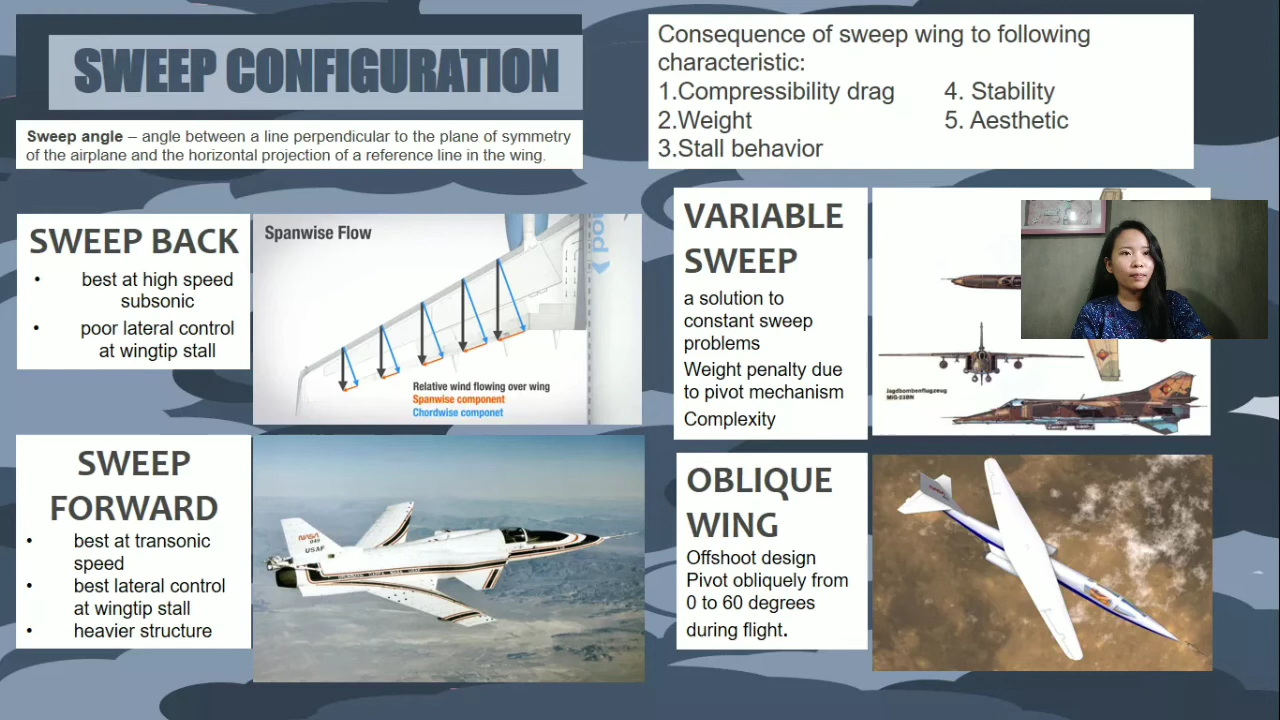 SWEEP CONFIGURATION
Sweep angle – angle between a line perpendicular to the plane of symmetry
of the airplane and the horizontal projection of a reference line in the wing.
Consequence of sweep wing to following
characteristic:
1.Compressibility drag
2.Weight
3.Stall behavior
4. Stability
5. Aesthetic
SWEEP BACK
• best at high speed
subsonic
• poor lateral control
at wingtip stall
Spanwise Flow
Relative wind flowing over wing
Spanwise component
Chordwise componet
SWEEP
FORWARD
• best at transonic
speed
• best lateral control
at wingtip stall
• heavier structure
NASA
USAF
VARIABLE
SWEEP
a solution to
constant sweep
problems
Weight penalty due
to pivot mechanism
Complexity
Jagdbombenflugzeug
MiG-23BN
OBLIQUE
WING
Offshoot design
Pivot obliquely from
0 to 60 degrees
during flight.